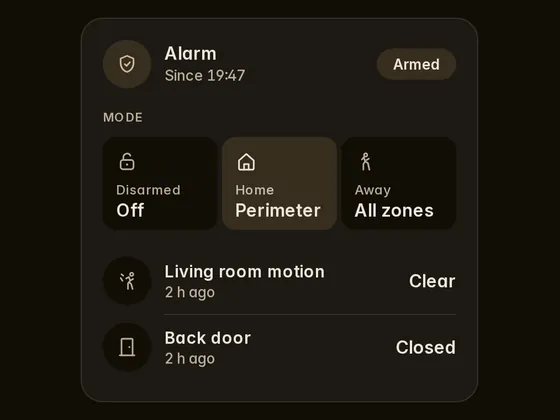 Alarm
Since 19:47
Armed
MODE
Disarmed
Off
Home
Perimeter
Away
All zones
Living room motion
2 h ago
Clear
Back door
2 h ago
Closed